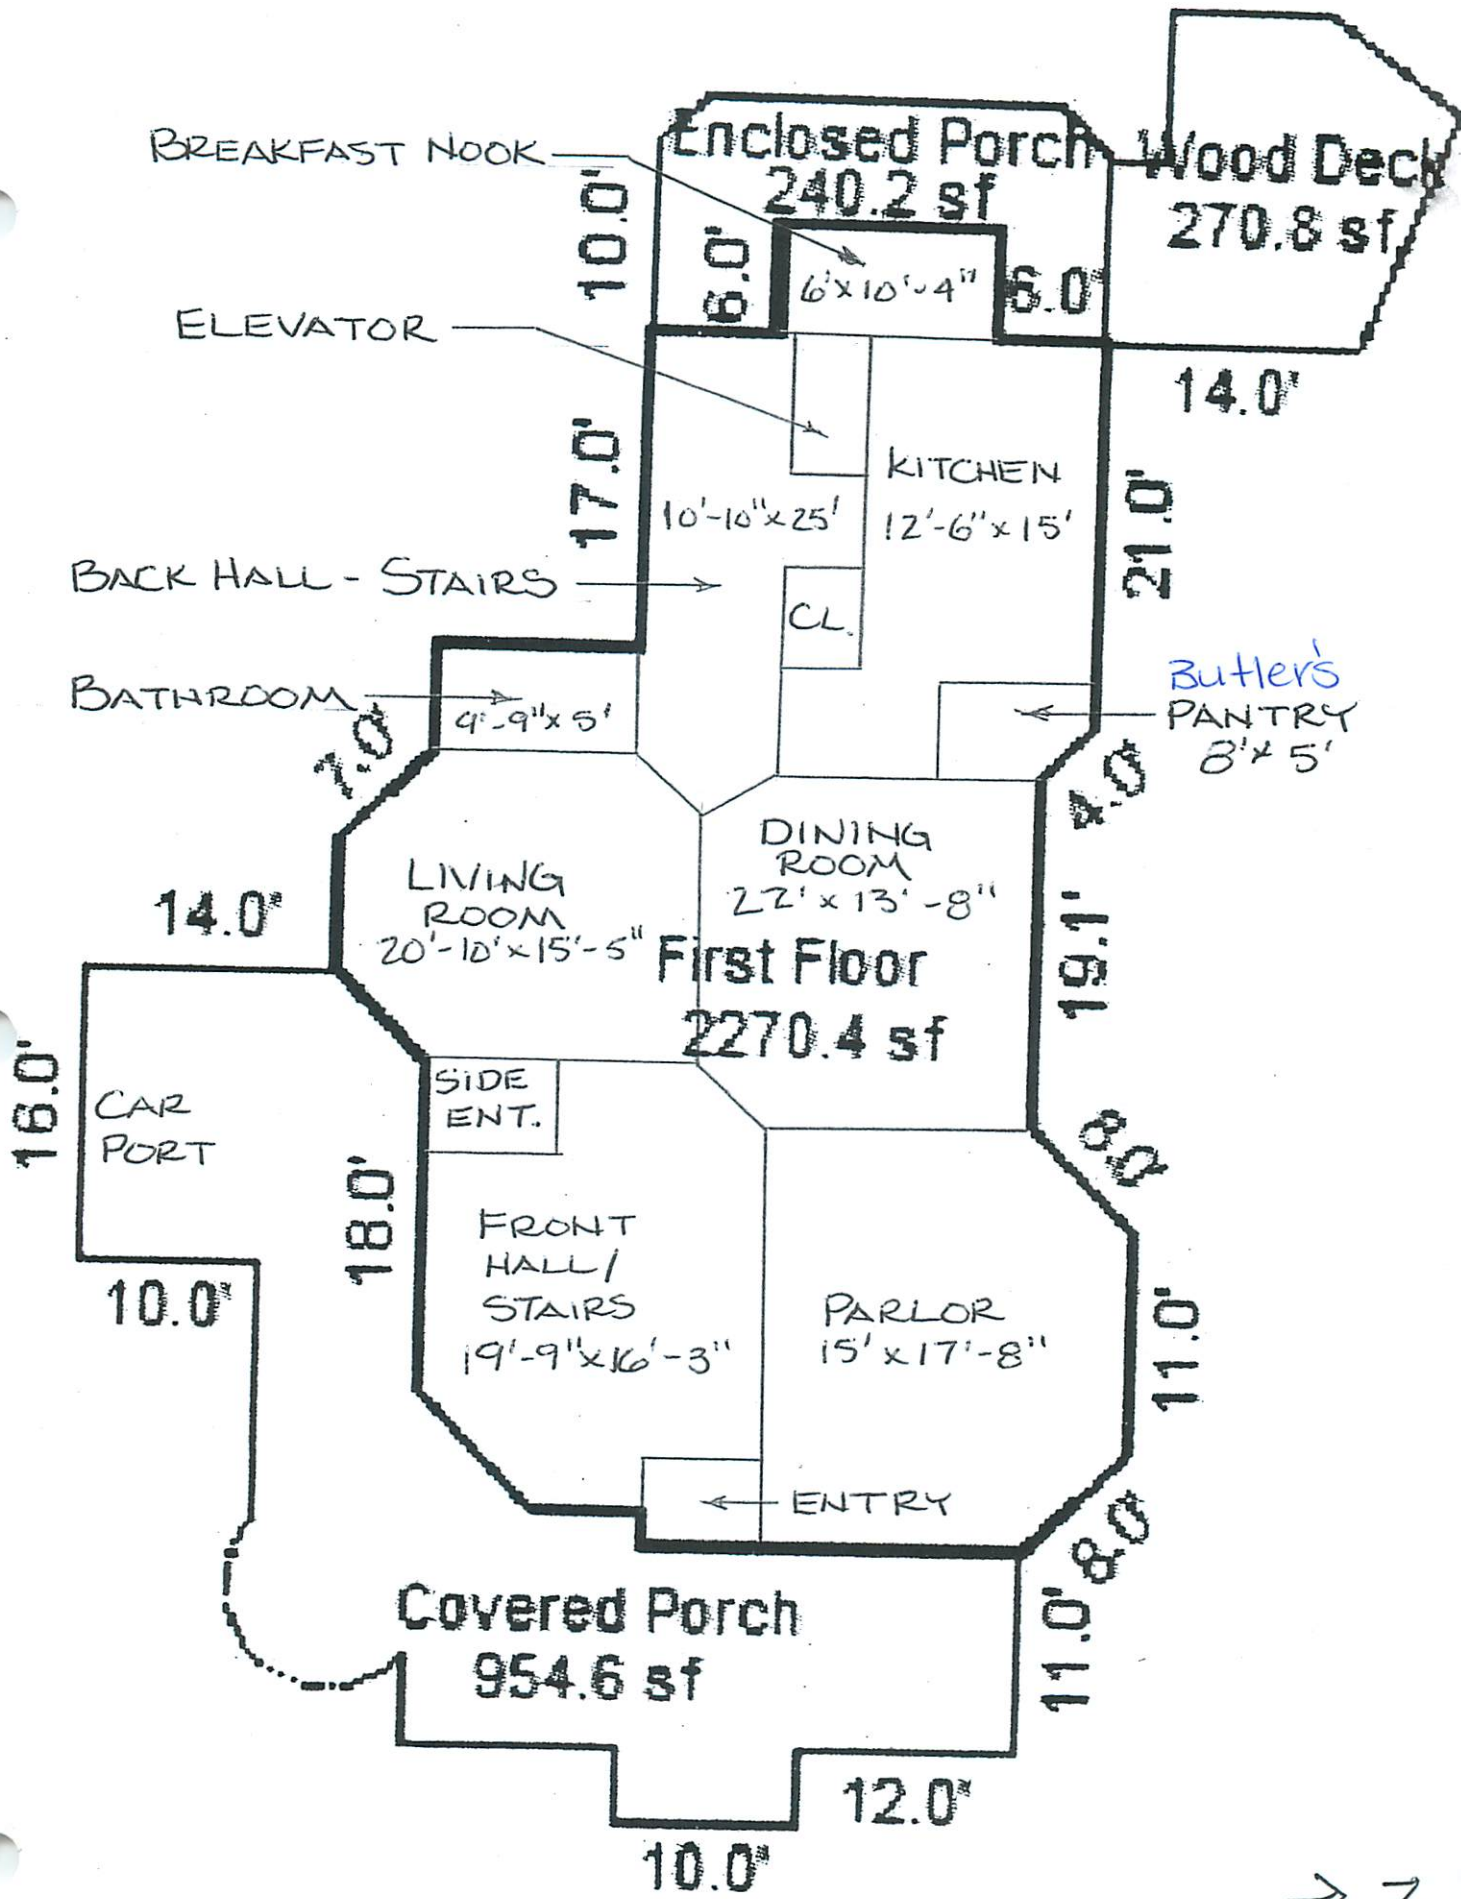 BREAKFAST NOOK
Enclosed Porch
240.2 sf
Wood Deck
270.8 sf
10.0'
6.0'
6'x10'-4"
6.0'
ELEVATOR
14.0'
17.0'
KITCHEN
12'-6"x15'
10'-10"x25'
21.0'
BACK HALL - STAIRS
CL.
BATHROOM
9'-9"x5'
Butler's
PANTRY
8'x5'
7.0'
4.0'
DINING
ROOM
22'x13'-8"
LIVING
ROOM
20'-10'x15'-5"
14.0'
First Floor
2270.4 sf
19.1'
16.0'
CAR
PORT
SIDE
ENT.
8.0'
18.0'
FRONT
HALL/
STAIRS
19'-9"x16'-3"
PARLOR
15'x17'-8"
10.0'
11.0'
ENTRY
8.0'
Covered Porch
954.6 sf
11.0'
12.0'
10.0'